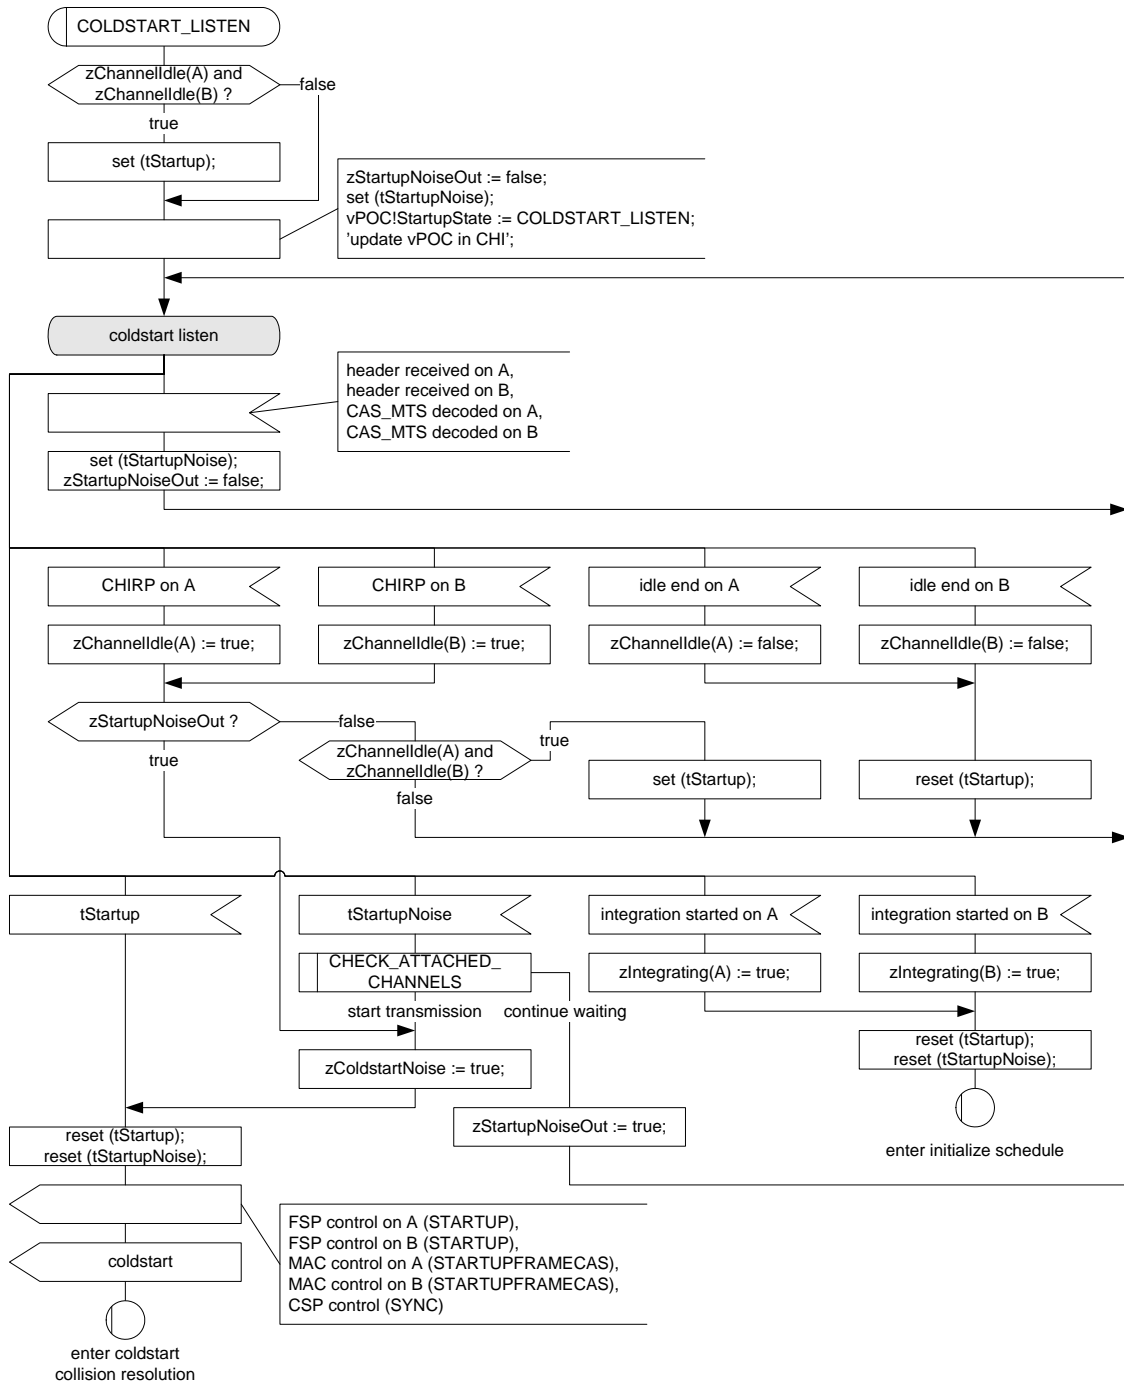 COLDSTART_LISTEN
zChannelIdle(A) and
zChannelIdle(B) ?
false
true
set (tStartup);
zStartupNoiseOut := false;
set (tStartupNoise);
vPOC!StartupState := COLDSTART_LISTEN;
'update vPOC in CHI';
coldstart listen
header received on A,
header received on B,
CAS_MTS decoded on A,
CAS_MTS decoded on B
set (tStartupNoise);
zStartupNoiseOut := false;
CHIRP on A
CHIRP on B
idle end on A
idle end on B
zChannelIdle(A) := true;
zChannelIdle(B) := true;
zChannelIdle(A) := false;
zChannelIdle(B) := false;
zStartupNoiseOut ?
false
true
zChannelIdle(A) and
zChannelIdle(B) ?
true
false
set (tStartup);
reset (tStartup);
tStartup
tStartupNoise
integration started on A
integration started on B
CHECK_ATTACHED_
CHANNELS
zIntegrating(A) := true;
zIntegrating(B) := true;
start transmission
continue waiting
zColdstartNoise := true;
reset (tStartup);
reset (tStartupNoise);
zStartupNoiseOut := true;
enter initialize schedule
reset (tStartup);
reset (tStartupNoise);
FSP control on A (STARTUP),
FSP control on B (STARTUP),
MAC control on A (STARTUPFRAMECAS),
MAC control on B (STARTUPFRAMECAS),
CSP control (SYNC)
coldstart
enter coldstart
collision resolution